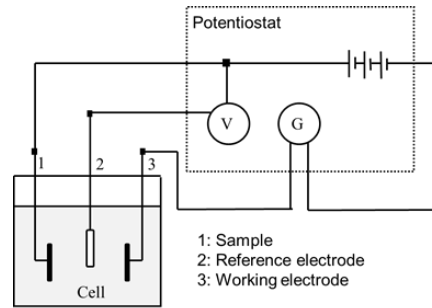 Potentiostat
V
G
1
2
3
Cell
1: Sample
2: Reference electrode
3: Working electrode